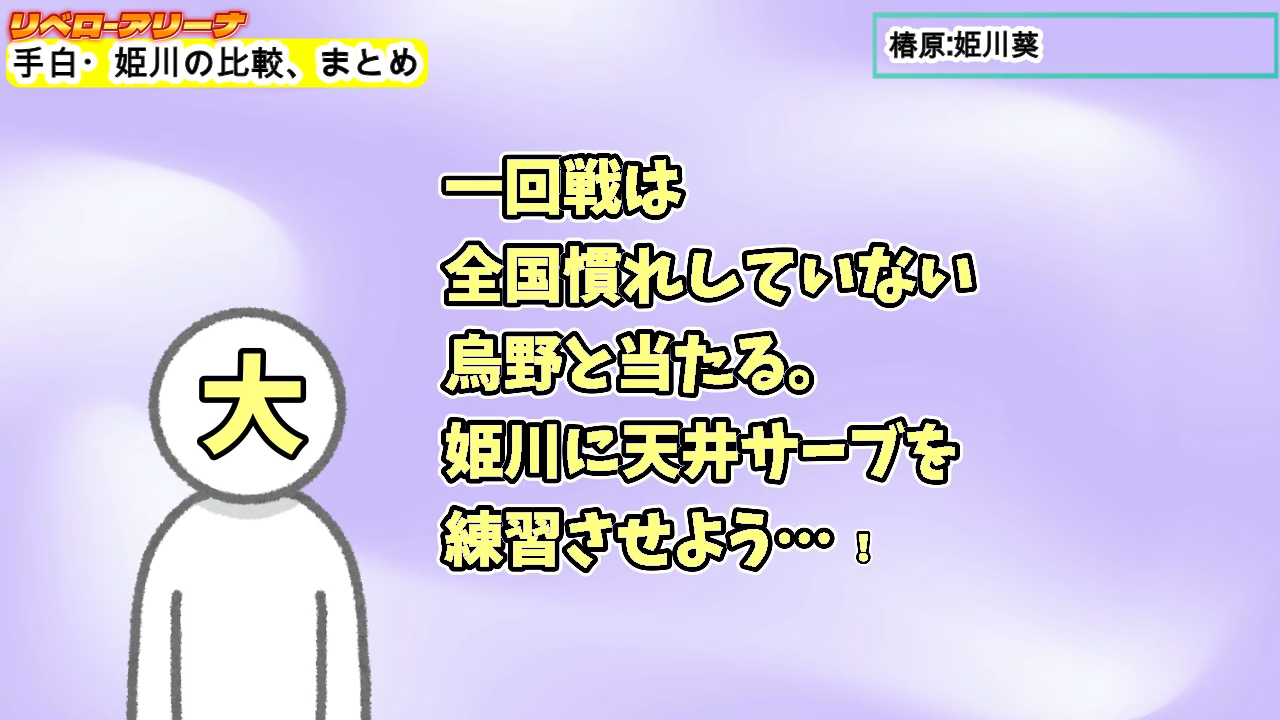 リベローアリーナ
手白・姫川の比較、まとめ
椿原:姫川葵
一回戦は
全国慣れしていない
烏野と当たる。
姫川に天井サーブを
練習させよう…！
大